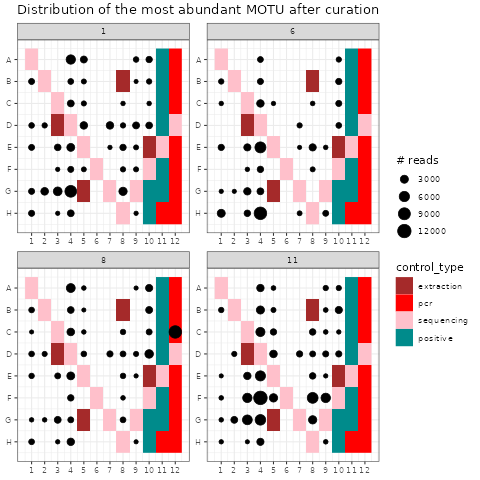 Distribution of the most abundant MOTU after curation
1
6
A
B
C
D
E
F
G
H
1 2 3 4 5 6 7 8 9 10 11 12
1 2 3 4 5 6 7 8 9 10 11 12
8
11
A
B
C
D
E
F
G
H
1 2 3 4 5 6 7 8 9 10 11 12
1 2 3 4 5 6 7 8 9 10 11 12
# reads
3000
6000
9000
12000
control_type
extraction
pcr
sequencing
positive